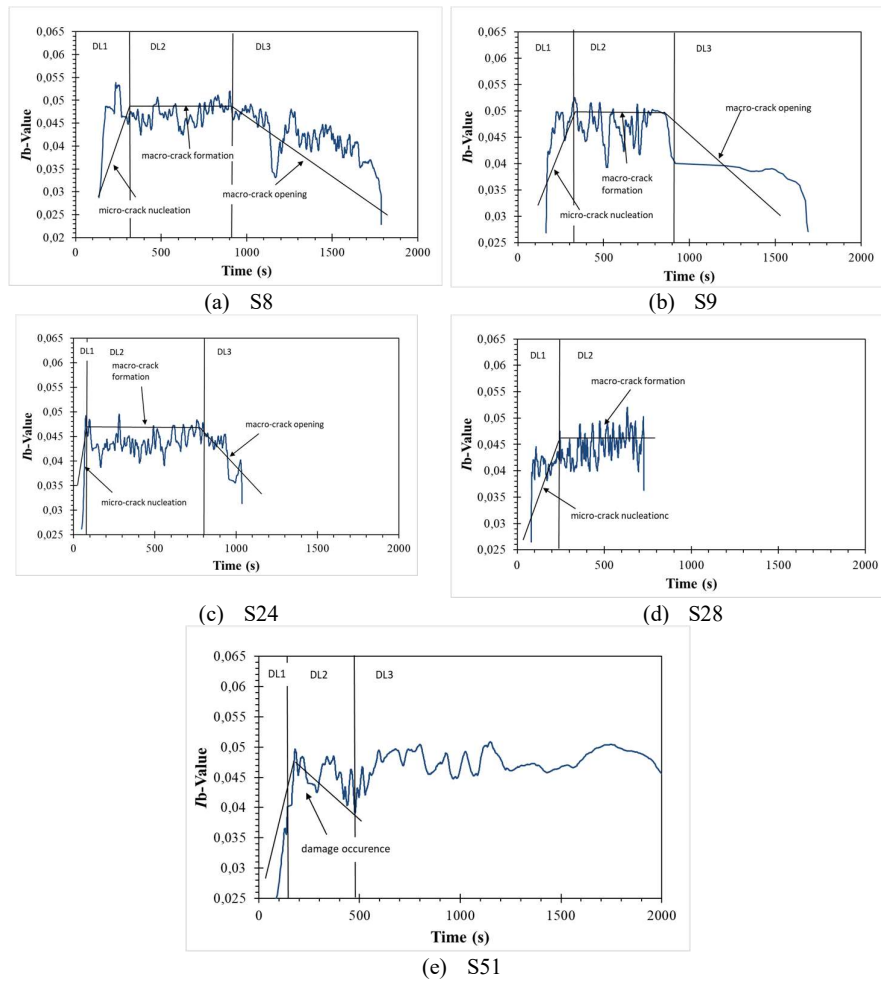 0,065
0,06
0,055
0,05
0,045
0,04
0,035
0,03
0,025
0,02
Ib-Value
DL1
DL2
DL3
macro-crack formation
macro-crack opening
micro-crack nucleation
0 500 1000 1500 2000
Time (s)
(a) S8
0,065
0,06
0,055
0,05
0,045
0,04
0,035
0,03
0,025
Ib-Value
DL1
DL2
DL3
macro-crack opening
macro-crack
formation
micro-crack nucleation
0 500 1000 1500 2000
Time (s)
(b) S9
0,065
0,06
0,055
0,05
0,045
0,04
0,035
0,03
0,025
Ib-Value
DL1
DL2
DL3
macro-crack
formation
macro-crack opening
micro-crack nucleation
0 500 1000 1500 2000
Time (s)
(c) S24
0,065
0,06
0,055
0,05
0,045
0,04
0,035
0,03
0,025
Ib-Value
DL1
DL2
macro-crack formation
micro-crack nucleationc
0 500 1000 1500 2000
Time (s)
(d) S28
0,065
0,06
0,055
0,05
0,045
0,04
0,035
0,03
0,025
Ib-Value
DL1
DL2
DL3
damage occurence
0 500 1000 1500 2000
Time (s)
(e) S51